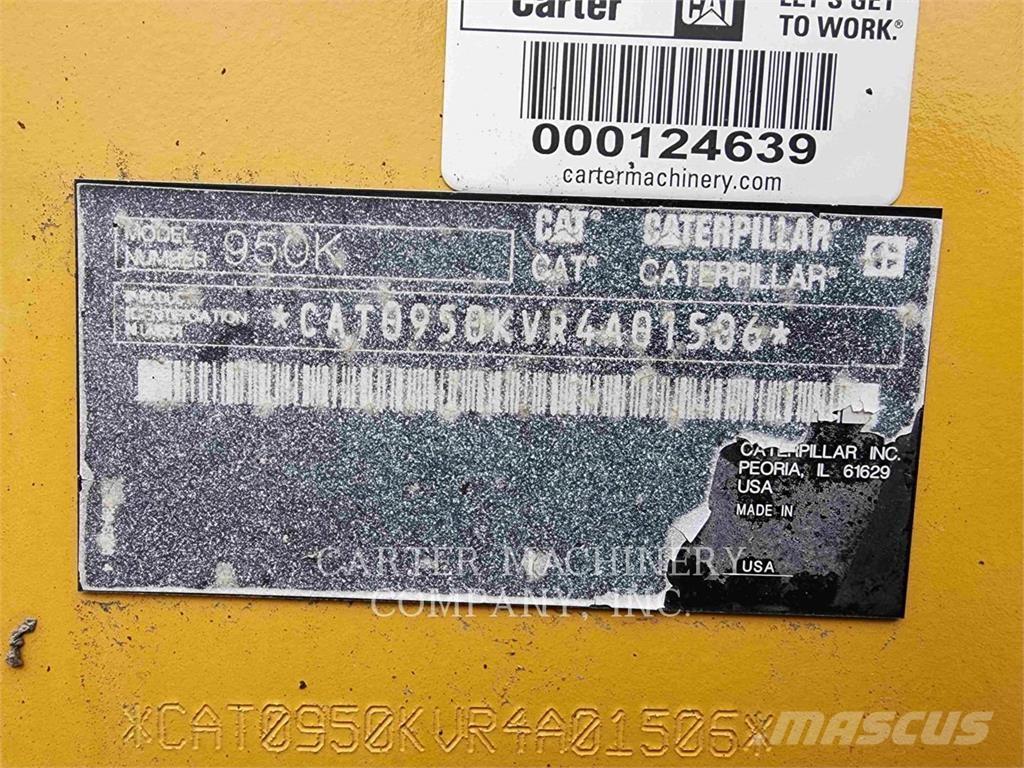 Carter CAT LET'S GET
TO WORK.®
000124639
cartermachinery.com
MODEL
NUMBER 950K
CAT® CATERPILLAR®
CAT® CATERPILLAR®
PRODUCT
IDENTIFICATION
NUMBER *CAT0950KVR4A01506*
CATERPILLAR INC.
PEORIA, IL 61629
USA
MADE IN
USA
CARTER MACHINERY
COMPANY, INC.
*CAT0950KVR4A01506*
MASCUS